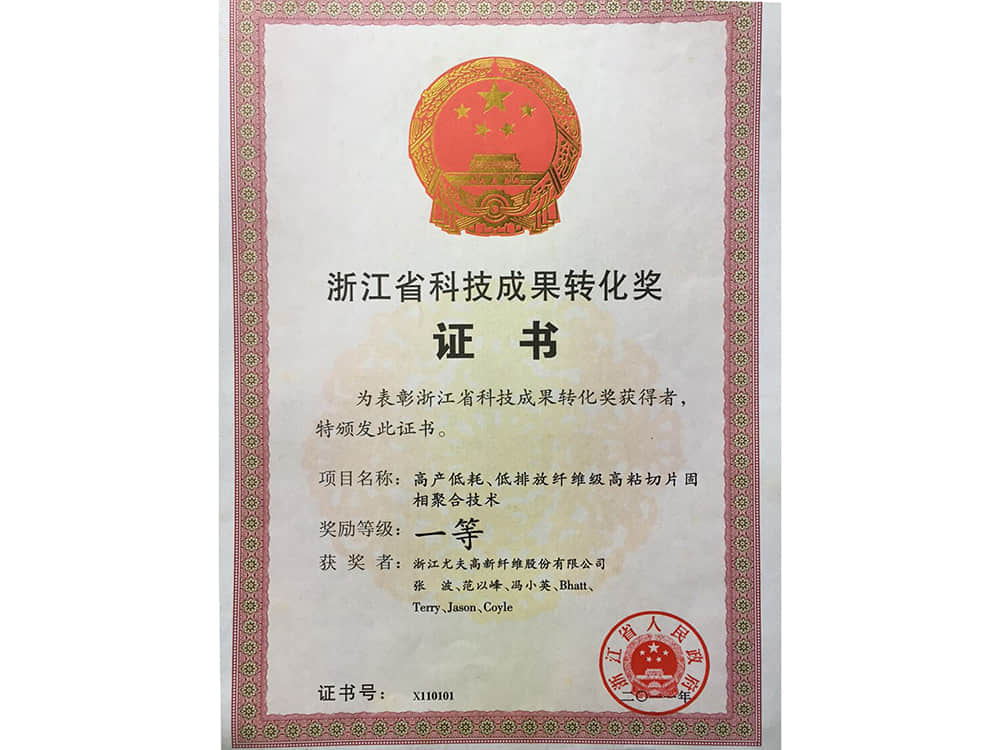 浙江省科技成果转化奖
证 书
为表彰浙江省科技成果转化奖获得者，
特颁发此证书。
项目名称：高产低耗、低排放纤维级高粘切片固
相聚合技术
奖励等级：一等
获 奖 者：浙江尤夫高新纤维股份有限公司
张 波、范以峰、冯小英、Bhatt、
Terry、Jason、Coyle
浙江省人民政府
证书号： X110101
二〇一一年